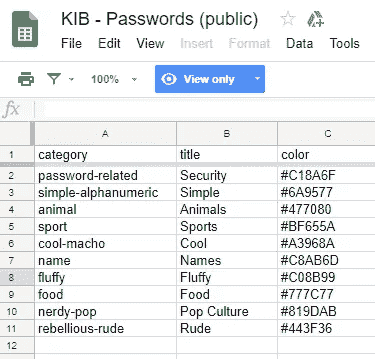 KIB - Passwords (public)
File Edit View Insert Format Data Tools
100% View only
fx
A B C
1 category title color
2 password-related Security #C18A6F
3 simple-alphanumeric Simple #6A9577
4 animal Animals #477080
5 sport Sports #BF655A
6 cool-macho Cool #A3968A
7 name Names #C8AB6D
8 fluffy Fluffy #C08B99
9 food Food #777C77
10 nerdy-pop Pop Culture #819DAB
11 rebellious-rude Rude #443F36
12